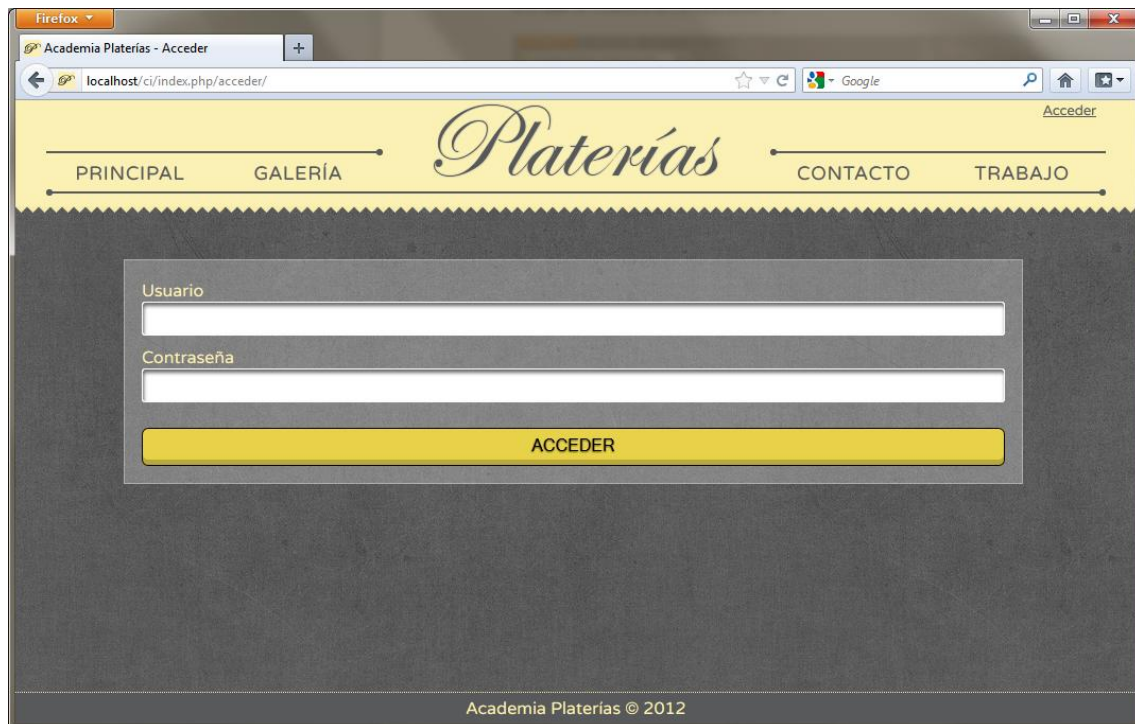 Firefox
Academia Platerías - Acceder
localhost/ci/index.php/acceder/
Google
Acceder
Platerías
PRINCIPAL GALERÍA CONTACTO TRABAJO
Usuario
Contraseña
ACCEDER
Academia Platerías © 2012